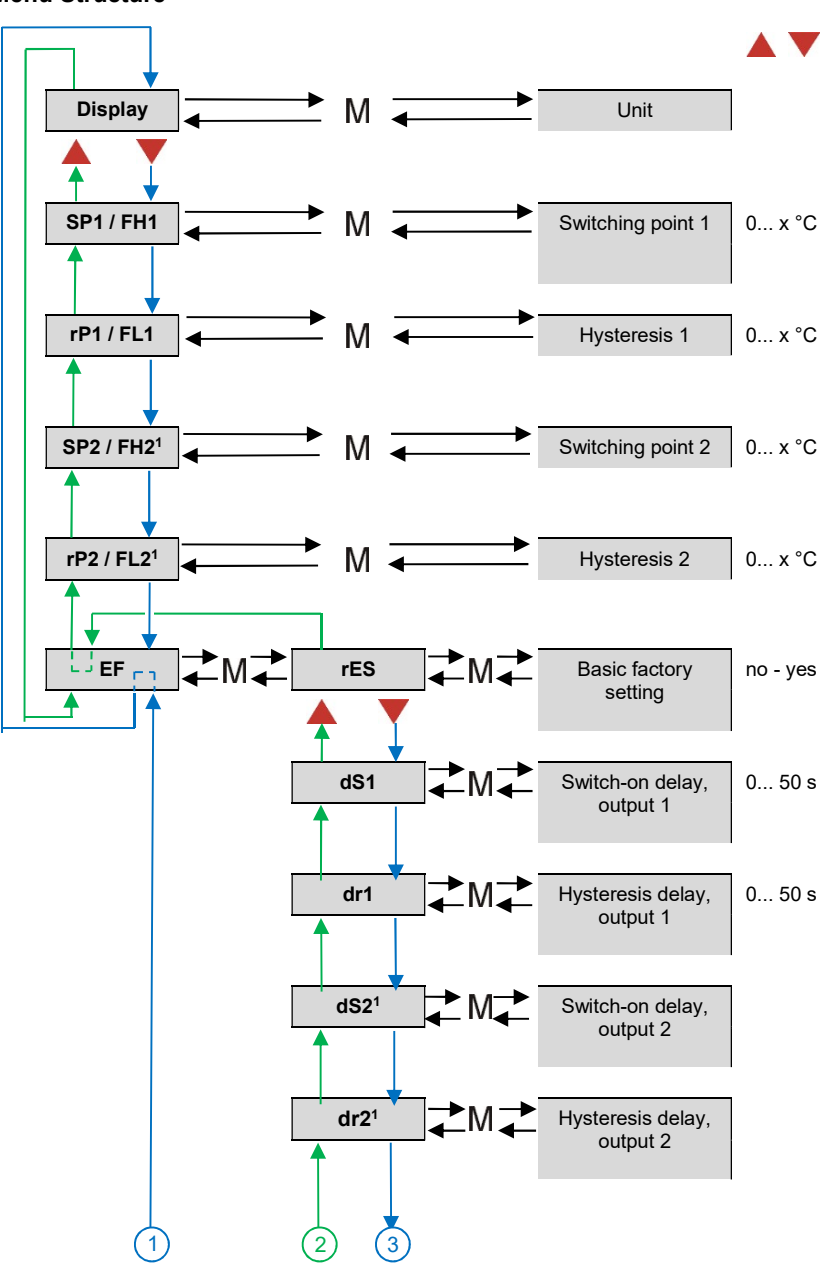 Menu Structure
Display M Unit
SP1 / FH1 M Switching point 1 0... x °C
rP1 / FL1 M Hysteresis 1 0... x °C
SP2 / FH2¹ M Switching point 2 0... x °C
rP2 / FL2¹ M Hysteresis 2 0... x °C
EF M rES M Basic factory no - yes
setting
dS1 M Switch-on delay, 0... 50 s
output 1
dr1 M Hysteresis delay, 0... 50 s
output 1
dS2¹ M Switch-on delay,
output 2
dr2¹ M Hysteresis delay,
output 2
1 2 3